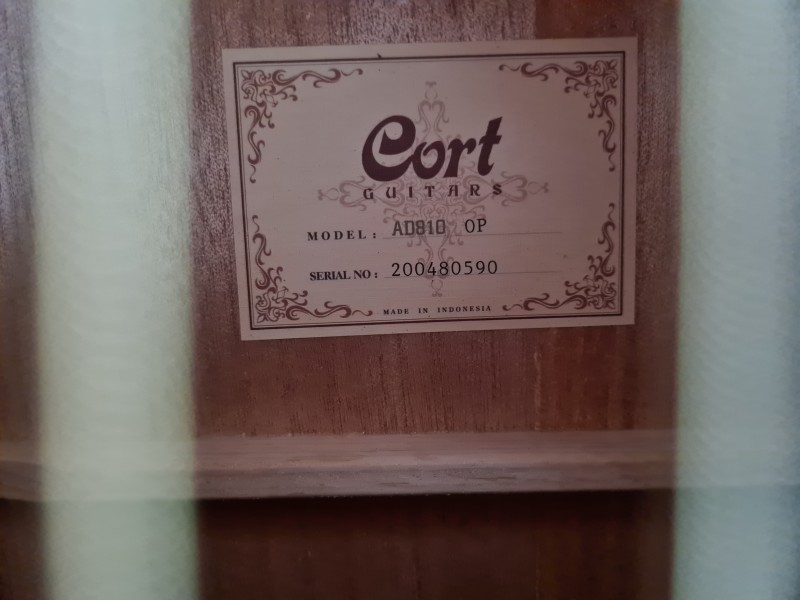 Cort
GUITARS
MODEL: AD810 OP
SERIAL NO: 200480590
MADE IN INDONESIA